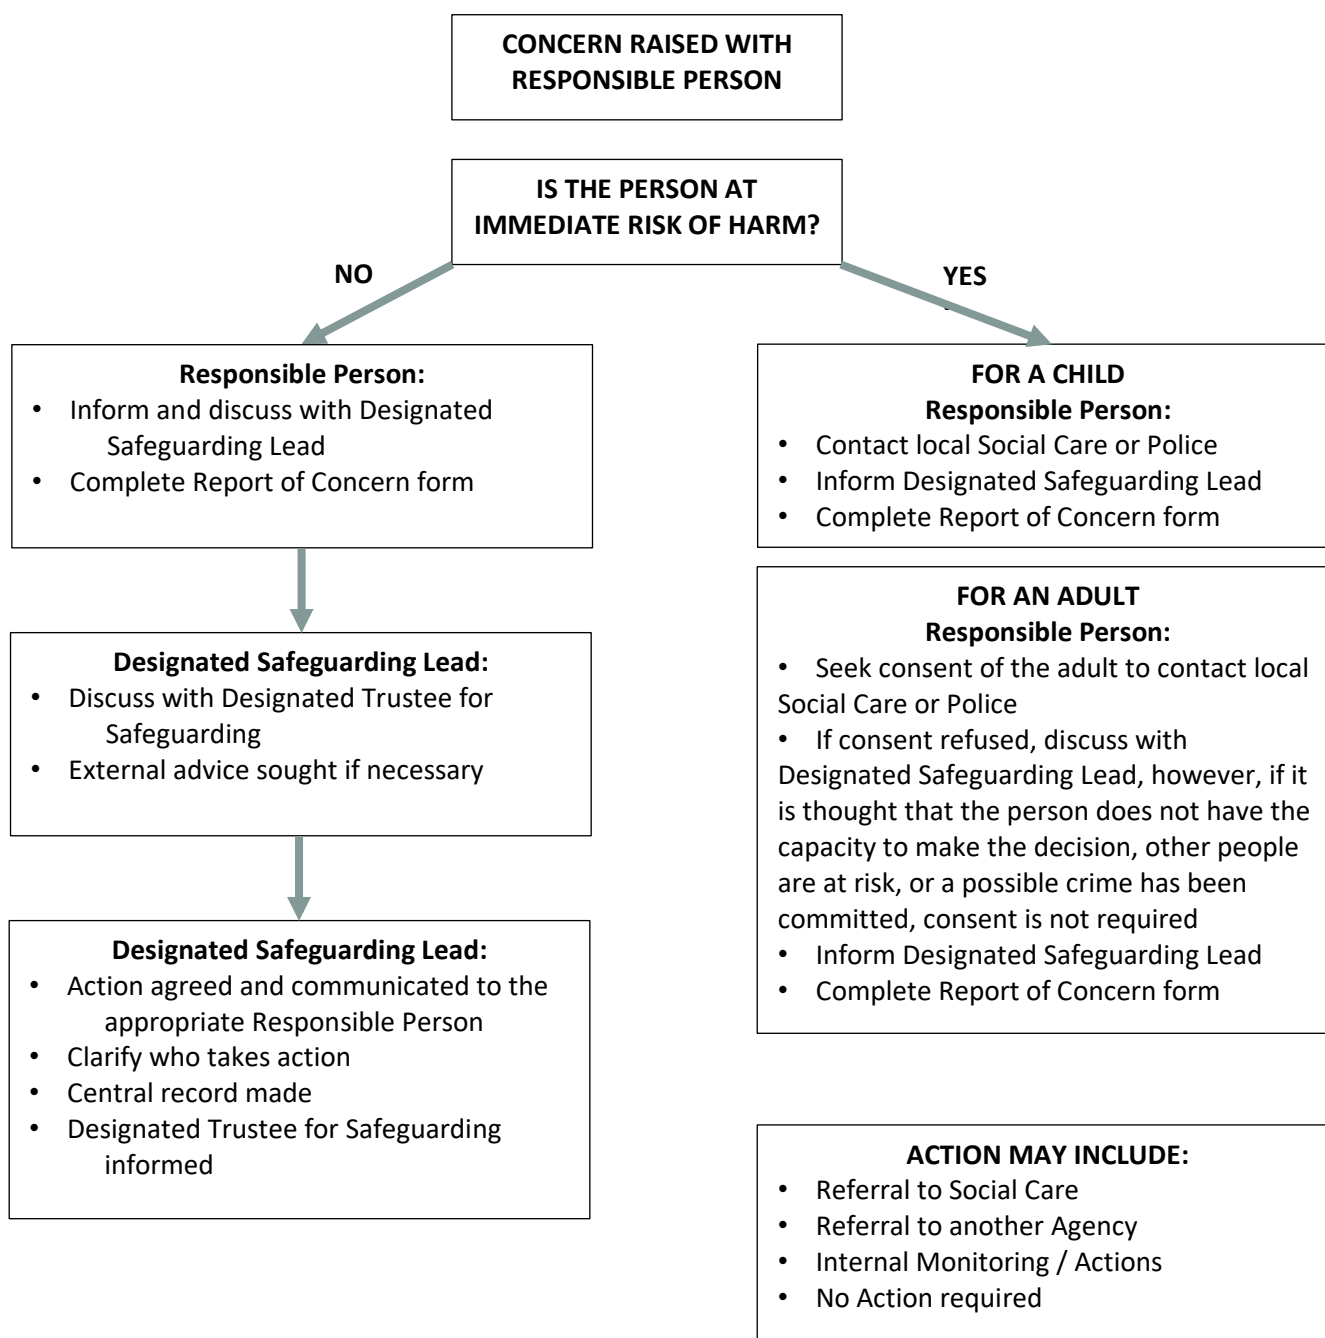 CONCERN RAISED WITH
RESPONSIBLE PERSON
IS THE PERSON AT
IMMEDIATE RISK OF HARM?
NO
YES
Responsible Person:
• Inform and discuss with Designated
Safeguarding Lead
• Complete Report of Concern form
Designated Safeguarding Lead:
• Discuss with Designated Trustee for
Safeguarding
• External advice sought if necessary
Designated Safeguarding Lead:
• Action agreed and communicated to the
appropriate Responsible Person
• Clarify who takes action
• Central record made
• Designated Trustee for Safeguarding
informed
FOR A CHILD
Responsible Person:
• Contact local Social Care or Police
• Inform Designated Safeguarding Lead
• Complete Report of Concern form
FOR AN ADULT
Responsible Person:
• Seek consent of the adult to contact local
Social Care or Police
• If consent refused, discuss with
Designated Safeguarding Lead, however, if it
is thought that the person does not have the
capacity to make the decision, other people
are at risk, or a possible crime has been
committed, consent is not required
• Inform Designated Safeguarding Lead
• Complete Report of Concern form
ACTION MAY INCLUDE:
• Referral to Social Care
• Referral to another Agency
• Internal Monitoring / Actions
• No Action required